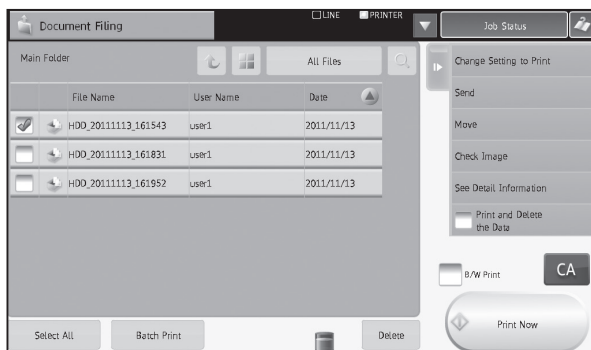 LINE PRINTER
Document Filing
Job Status
Main Folder
All Files
File Name User Name Date
HDD_20111113_161543 user1 2011/11/13
HDD_20111113_161831 user1 2011/11/13
HDD_20111113_161952 user1 2011/11/13
Change Setting to Print
Send
Move
Check Image
See Detail Information
Print and Delete
the Data
B/W Print
CA
Print Now
Select All
Batch Print
Delete